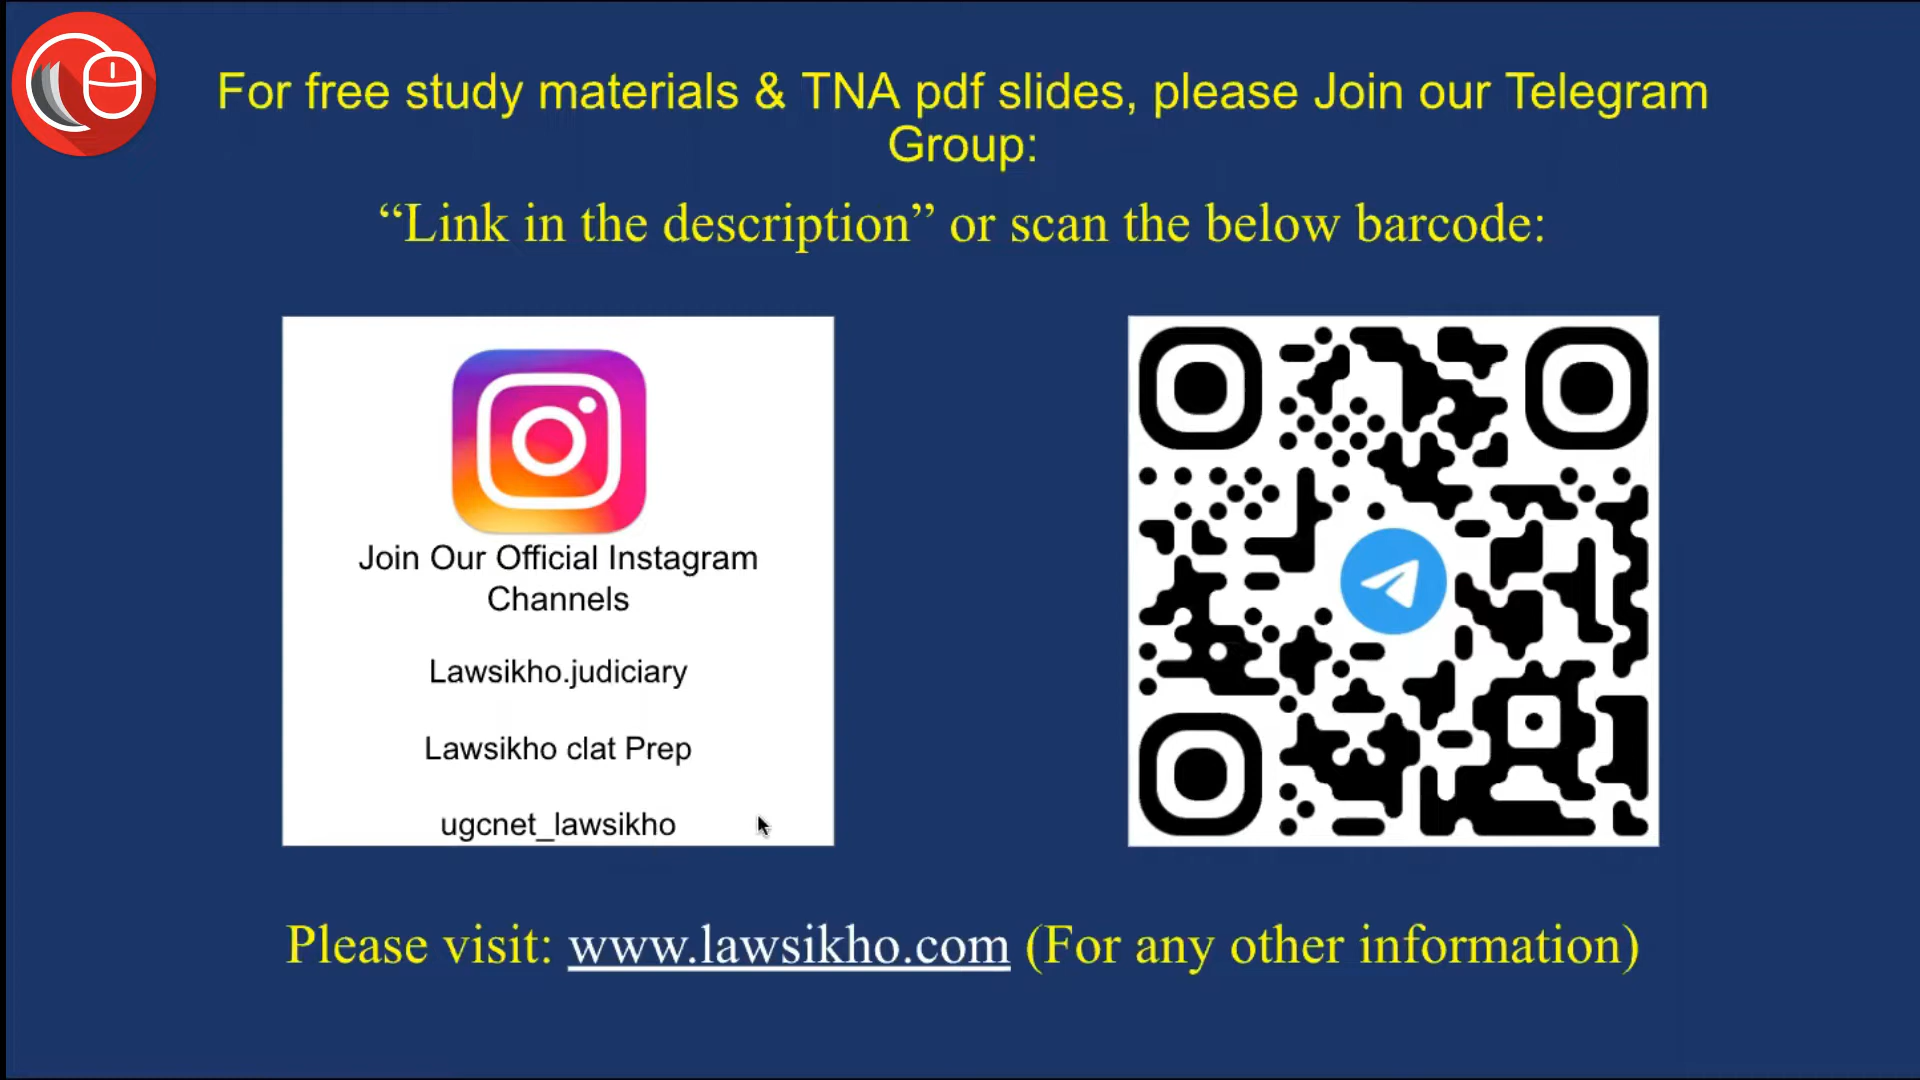 For free study materials & TNA pdf slides, please Join our Telegram
Group:
“Link in the description” or scan the below barcode:
Join Our Official Instagram
Channels
Lawsikho.judiciary
Lawsikho clat Prep
ugcnet_lawsikho
Please visit: www.lawsikho.com (For any other information)